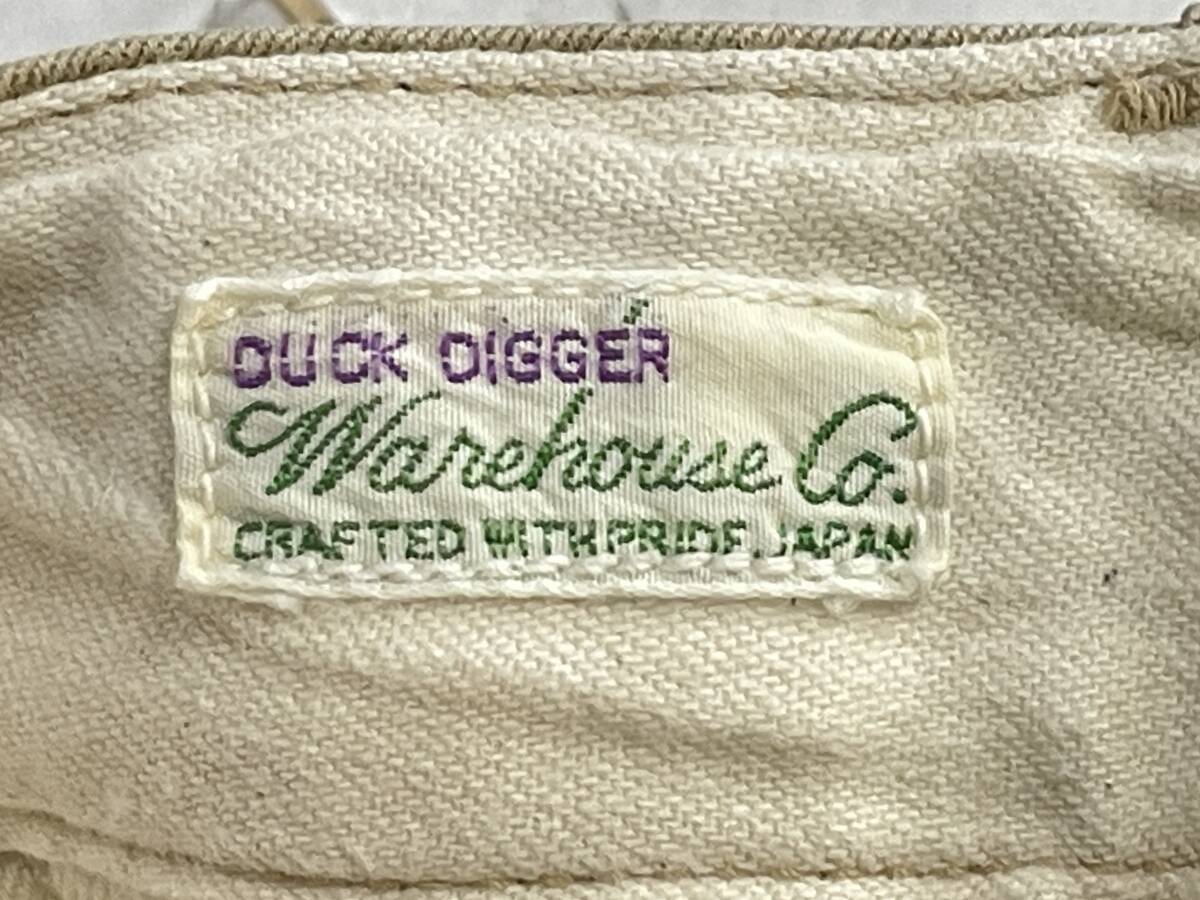 DUCK DIGGER
Warehouse Co.
CRAFTED WITH PRIDE JAPAN